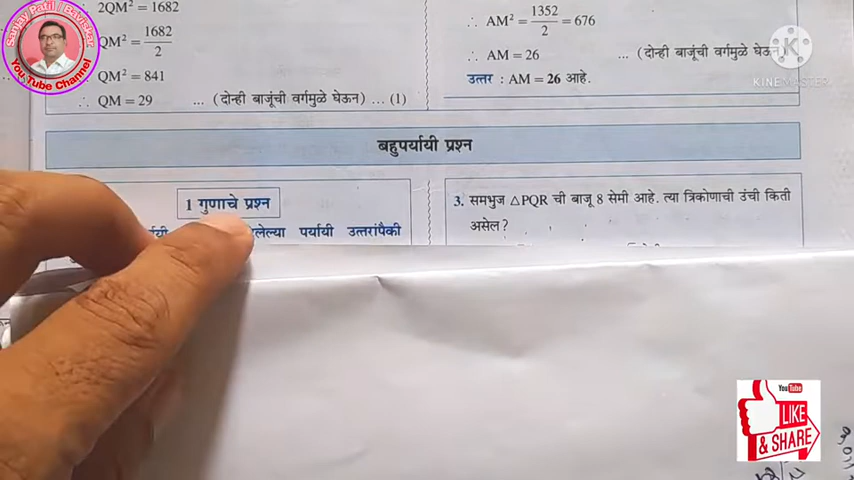 ∴ 2QM² = 1682
QM² = 1682/2
QM² = 841
∴ QM = 29 ... (दोन्ही बाजूंची वर्गमुळे घेऊन) ... (1)
∴ AM² = 1352/2 = 676
∴ AM = 26 ... (दोन्ही बाजूंची वर्गमुळे घेऊन)
उत्तर : AM = 26 आहे.
बहुपर्यायी प्रश्न
1 गुणाचे प्रश्न
पर्यायी उत्तरांपैकी
3. समभुज △PQR ची बाजू 8 सेमी आहे. त्या त्रिकोणाची उंची किती
असेल?
Sanjay Patil / Baviskar
You Tube Channel
KINEMASTER
YouTube
LIKE
& SHARE